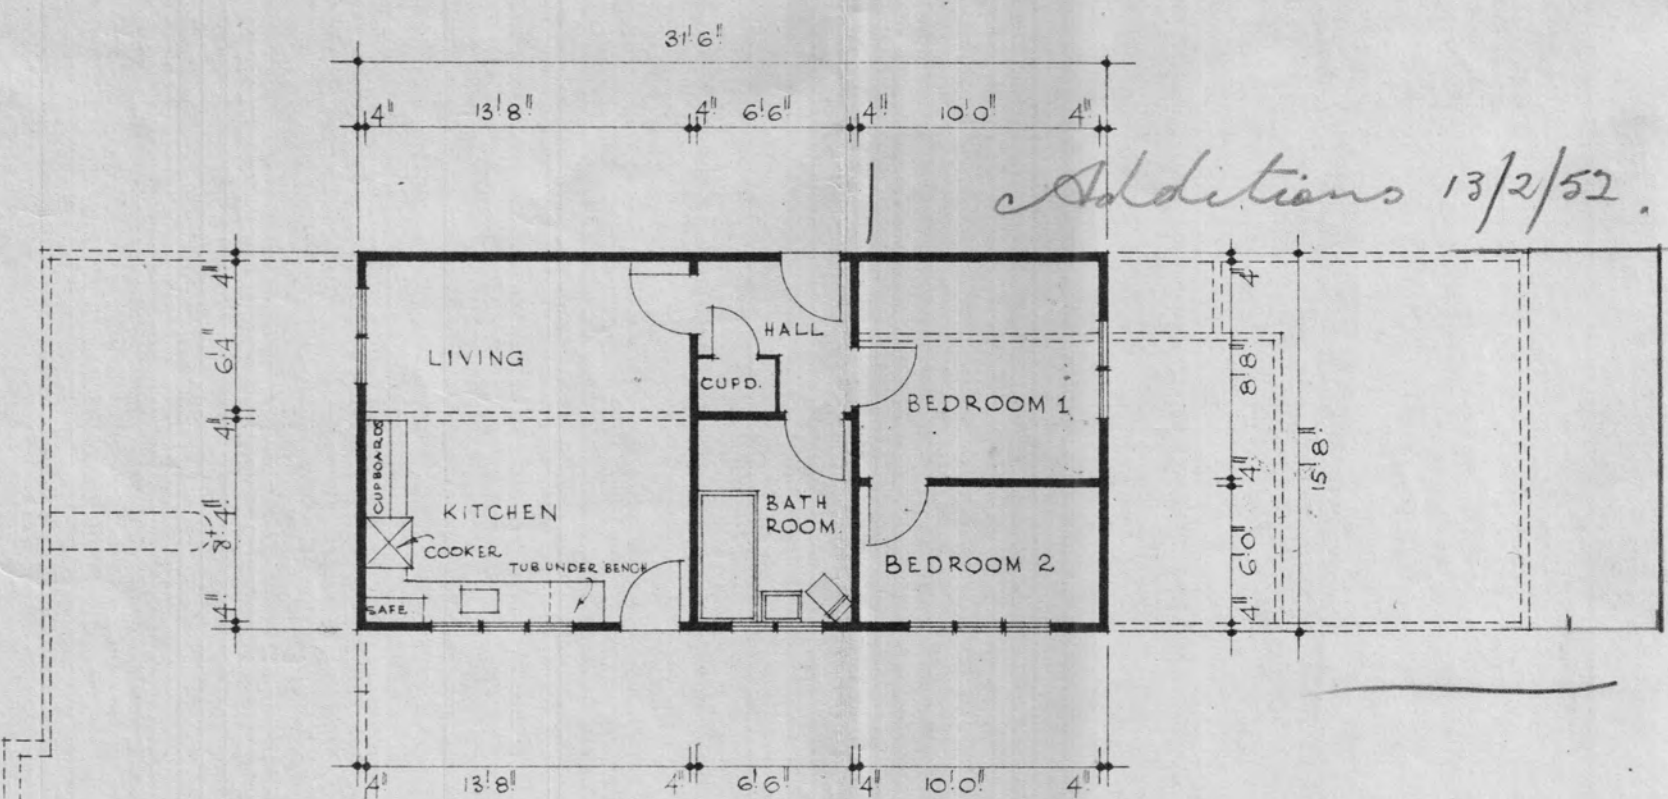 31'6"
4" 13'8" 4" 6'6" 4" 10'0" 4"
Additions 13/2/52.
4"
6'4"
4"
8'4"
4"
LIVING
HALL
CUPD.
BEDROOM 1
CUPBOARDS
KITCHEN
COOKER
TUB UNDER BENCH
SAFE
BATH
ROOM.
BEDROOM 2
4"
8'8"
4"
6'0"
4"
15'8"
4" 13'8" 4" 6'6" 4" 10'0" 4"